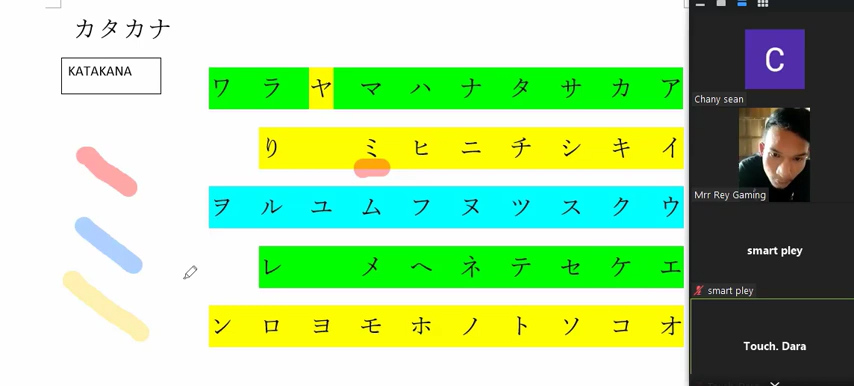 カタカナ
KATAKANA
ワ ラ ヤ マ ハ ナ タ サ カ ア
り ミ ヒ ニ チ シ キ イ
ヲ ル ユ ム フ ヌ ツ ス ク ウ
レ メ ヘ ネ テ セ ケ エ
ン ロ ヨ モ ホ ノ ト ソ コ オ
C
Chany sean
Mrr Rey Gaming
smart pley
smart pley
Touch. Dara